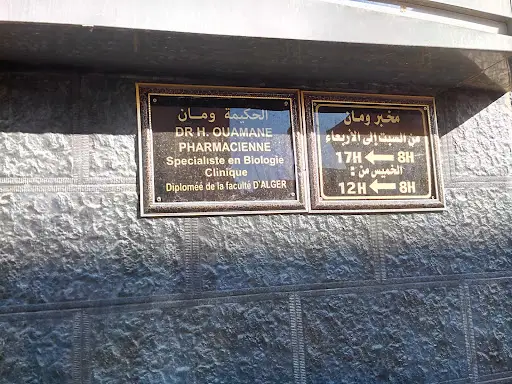 الحكيمة ومــان
DR H. OUAMANE
PHARMACIENNE
Specialiste en Biologie
Clinique
Diplomée de la faculté D'ALGER
مخبر ومان
من السبت إلى الأربعاء
17H ← 8H
الخميس من :
12H ← 8H